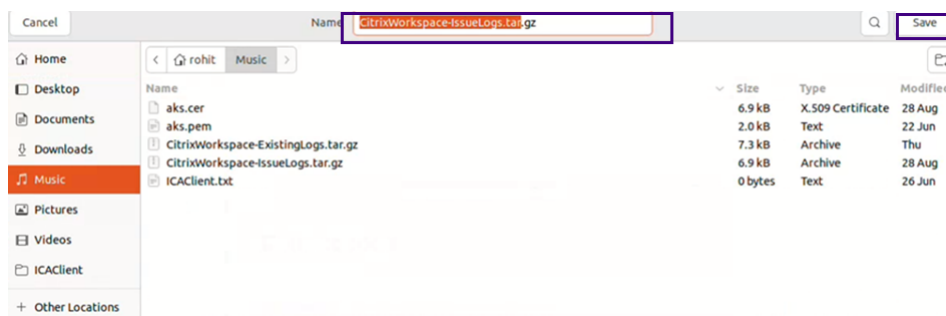 Cancel Name CitrixWorkspace-IssueLogs.tar.gz Save
Home
Desktop
Documents
Downloads
Music
Pictures
Videos
ICAClient
+ Other Locations
rohit Music
Name Size Type Modified
aks.cer 6.9 kB X.509 Certificate 28 Aug
aks.pem 2.0 kB Text 22 Jun
CitrixWorkspace-ExistingLogs.tar.gz 7.3 kB Archive Thu
CitrixWorkspace-IssueLogs.tar.gz 6.9 kB Archive 28 Aug
ICAClient.txt 0 bytes Text 26 Jun